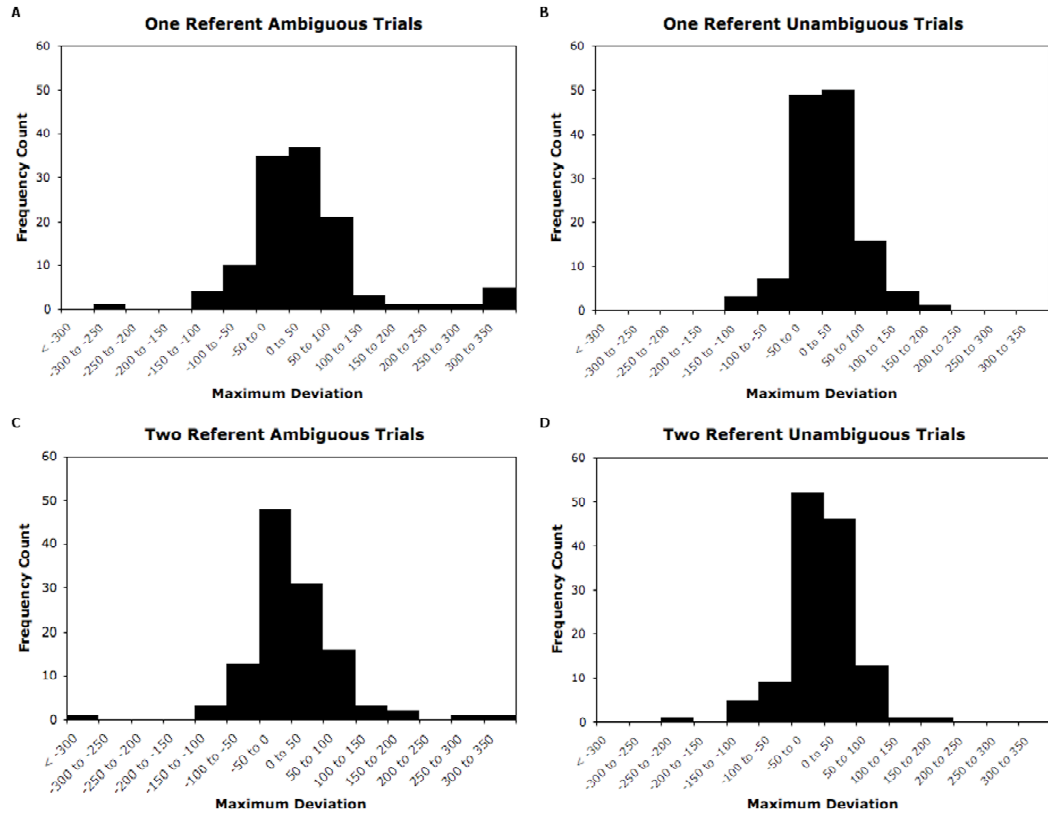 A
One Referent Ambiguous Trials
60
50
40
30
20
10
0
Frequency Count
< -300
-300 to -250
-250 to -200
-200 to -150
-150 to -100
-100 to -50
-50 to 0
0 to 50
50 to 100
100 to 150
150 to 200
200 to 250
250 to 300
300 to 350
Maximum Deviation
B
One Referent Unambiguous Trials
60
50
40
30
20
10
0
Frequency Count
< -300
-300 to -250
-250 to -200
-200 to -150
-150 to -100
-100 to -50
-50 to 0
0 to 50
50 to 100
100 to 150
150 to 200
200 to 250
250 to 300
300 to 350
Maximum Deviation
C
Two Referent Ambiguous Trials
60
50
40
30
20
10
0
Frequency Count
< -300
-300 to -250
-250 to -200
-200 to -150
-150 to -100
-100 to -50
-50 to 0
0 to 50
50 to 100
100 to 150
150 to 200
200 to 250
250 to 300
300 to 350
Maximum Deviation
D
Two Referent Unambiguous Trials
60
50
40
30
20
10
0
Frequency Count
< -300
-300 to -250
-250 to -200
-200 to -150
-150 to -100
-100 to -50
-50 to 0
0 to 50
50 to 100
100 to 150
150 to 200
200 to 250
250 to 300
300 to 350
Maximum Deviation